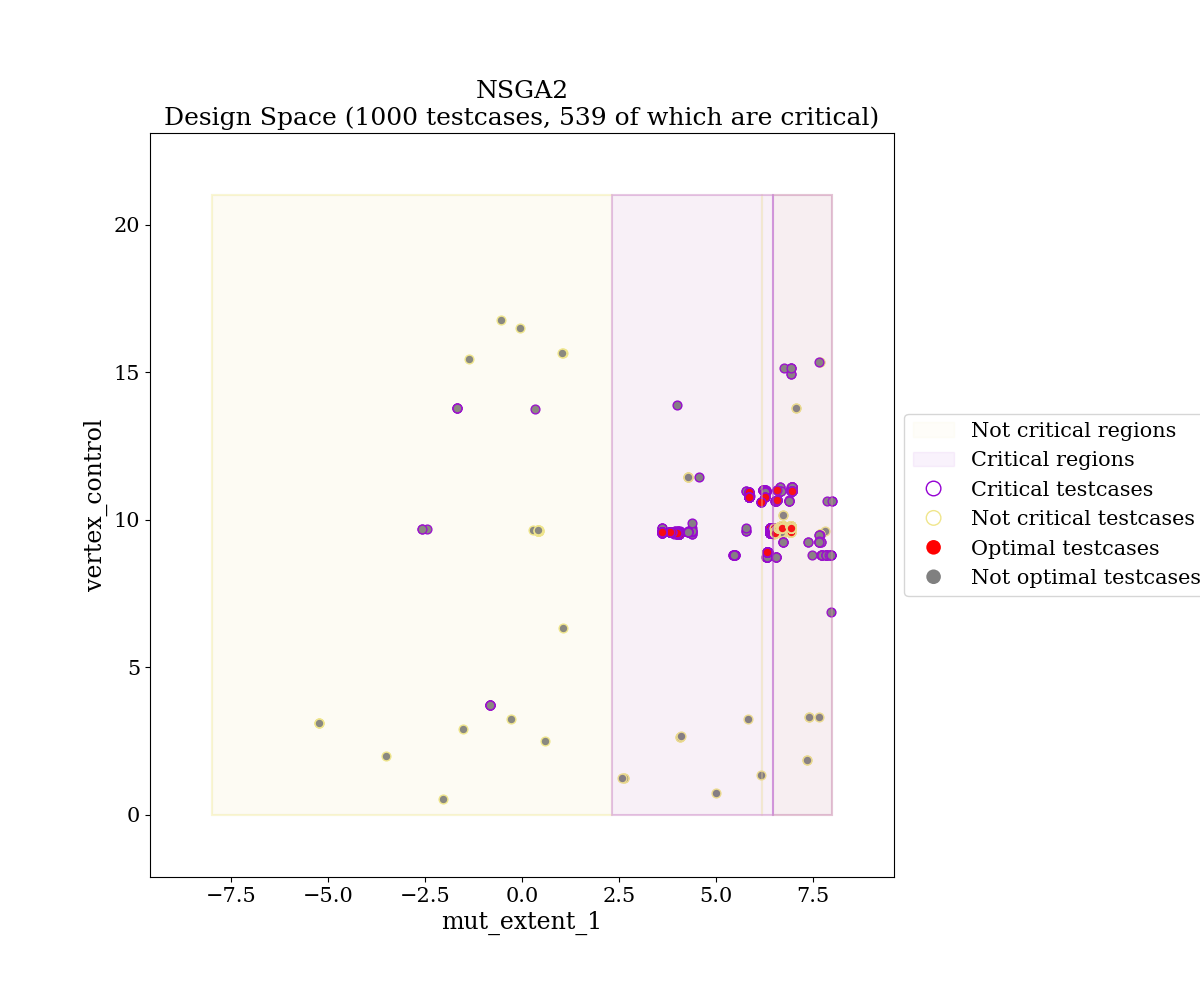 NSGA2
Design Space (1000 testcases, 539 of which are critical)
20
15
10
5
0
vertex_control
−7.5
−5.0
−2.5
0.0
2.5
5.0
7.5
mut_extent_1
Not critical regions
Critical regions
Critical testcases
Not critical testcases
Optimal testcases
Not optimal testcases